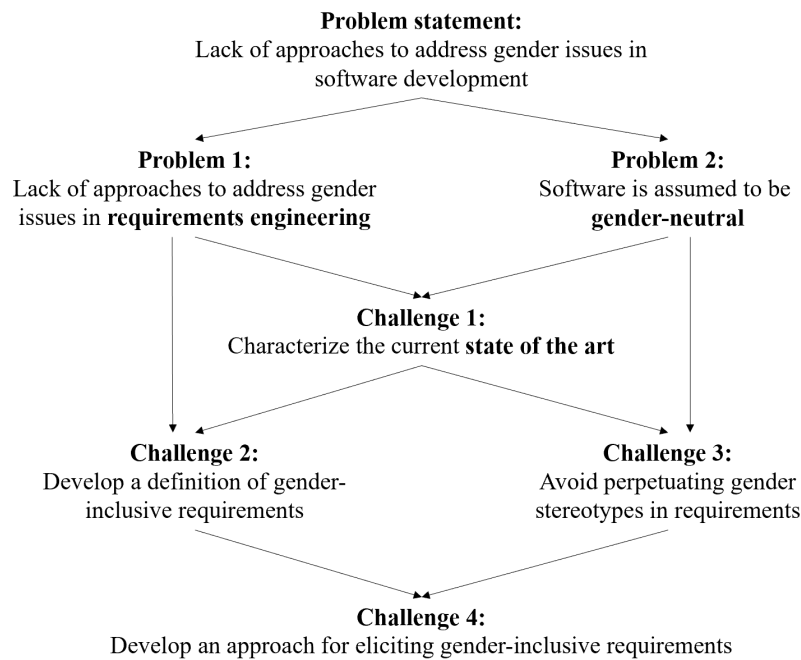 Problem statement:
Lack of approaches to address gender issues in
software development
Problem 1:
Lack of approaches to address gender
issues in requirements engineering
Problem 2:
Software is assumed to be
gender-neutral
Challenge 1:
Characterize the current state of the art
Challenge 2:
Develop a definition of gender-
inclusive requirements
Challenge 3:
Avoid perpetuating gender
stereotypes in requirements
Challenge 4:
Develop an approach for eliciting gender-inclusive requirements